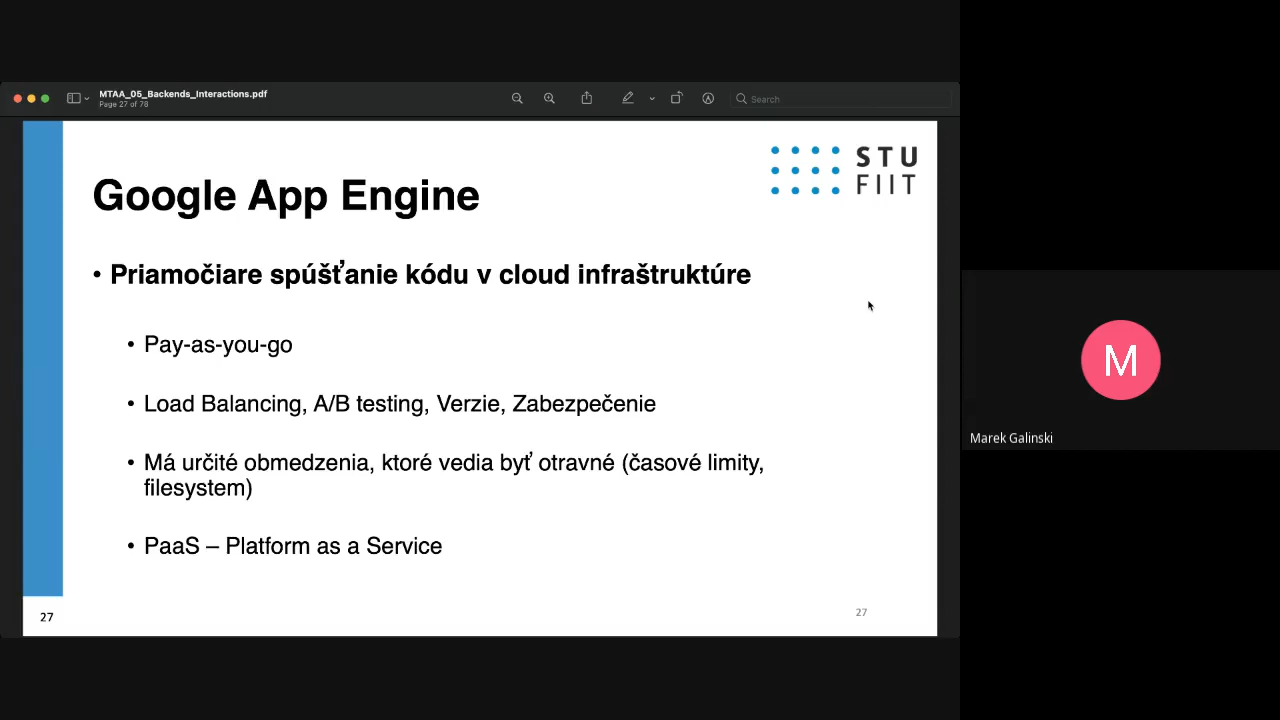 MTAA_05_Backends_Interactions.pdf
Page 27 of 78
Search
STU
FIIT
Google App Engine
• Priamočiare spúšťanie kódu v cloud infraštruktúre
• Pay-as-you-go
• Load Balancing, A/B testing, Verzie, Zabezpečenie
• Má určité obmedzenia, ktoré vedia byť otravné (časové limity,
filesystem)
• PaaS – Platform as a Service
27
27
M
Marek Galinski